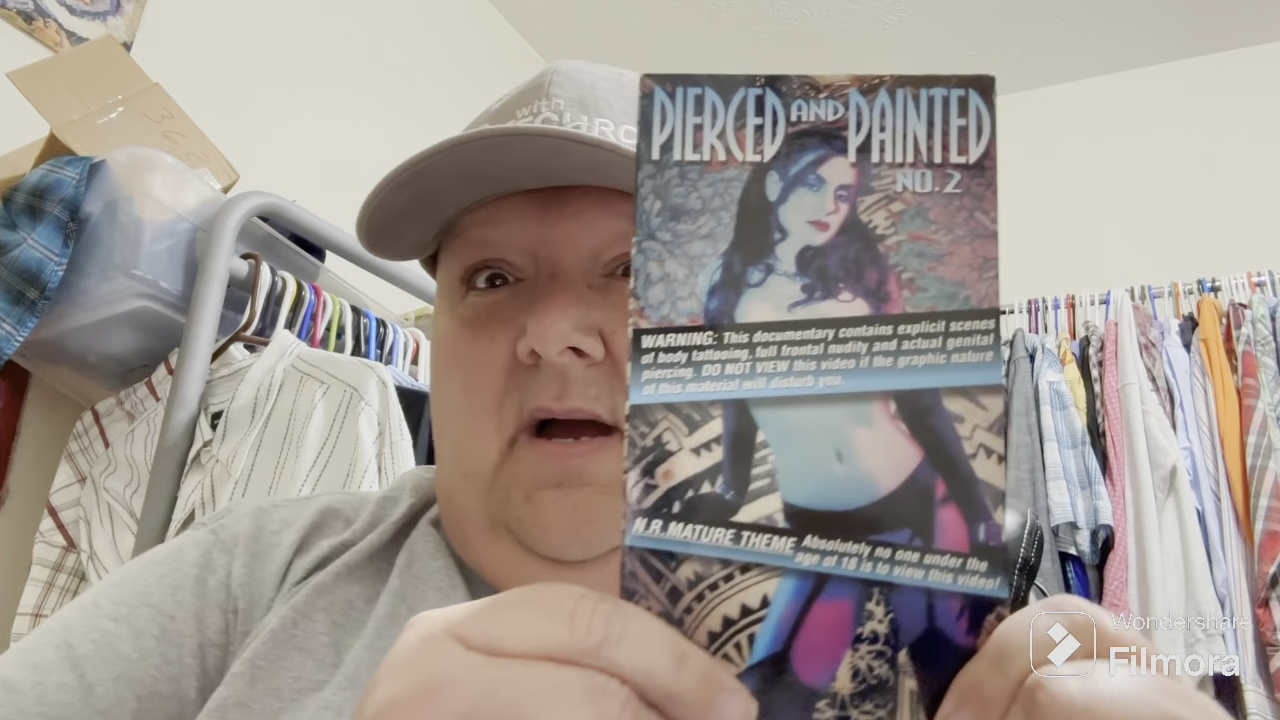 with
PIERCED AND PAINTED
NO.2
WARNING: This documentary contains explicit scenes
of body tattooing, full frontal nudity and actual genital
piercing. DO NOT VIEW this video if the graphic nature
of this material will disturb you.
N.R. MATURE THEME Absolutely no one under the
age of 18 is to view this video!
Wondershare
Filmora